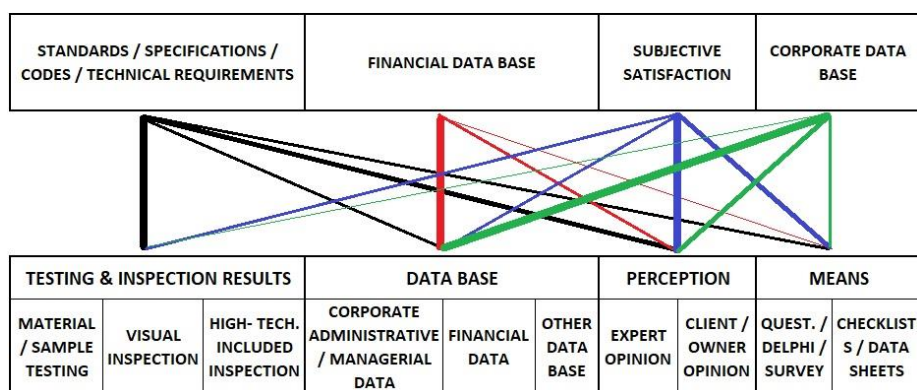 STANDARDS / SPECIFICATIONS /
CODES / TECHNICAL REQUIREMENTS
FINANCIAL DATA BASE
SUBJECTIVE
SATISFACTION
CORPORATE DATA
BASE
TESTING & INSPECTION RESULTS
DATA BASE
PERCEPTION
MEANS
MATERIAL
/ SAMPLE
TESTING
VISUAL
INSPECTION
HIGH- TECH.
INCLUDED
INSPECTION
CORPORATE
ADMINISTRATIVE
/ MANAGERIAL
DATA
FINANCIAL
DATA
OTHER
DATA
BASE
EXPERT
OPINION
CLIENT /
OWNER
OPINION
QUEST. /
DELPHI /
SURVEY
CHECKLIST
S / DATA
SHEETS